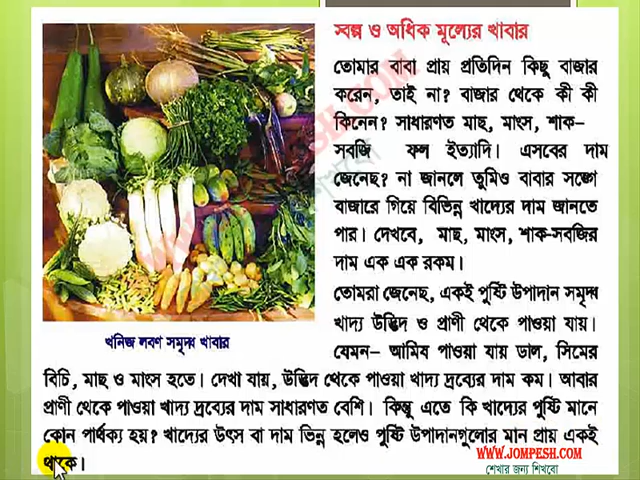 স্বল্প ও অধিক মূল্যের খাবার
তোমার বাবা প্রায় প্রতিদিন কিছু বাজার
করেন, তাই না? বাজার থেকে কী কী
কিনেন? সাধারণত মাছ, মাংস, শাক–
সবজি ফল ইত্যাদি। এসবের দাম
জেনেছ? না জানলে তুমিও বাবার সঙ্গে
বাজারে গিয়ে বিভিন্ন খাদ্যের দাম জানতে
পার। দেখবে, মাছ, মাংস, শাক-সবজির
দাম এক এক রকম।
তোমরা জেনেছ, একই পুষ্টি উপাদান সমৃদ্ধ
খাদ্য উদ্ভিদ ও প্রাণী থেকে পাওয়া যায়।
যেমন– আমিষ পাওয়া যায় ডাল, সিমের
খনিজ লবণ সমৃদ্ধ খাবার
বিচি, মাছ ও মাংস হতে। দেখা যায়, উদ্ভিদ থেকে পাওয়া খাদ্য দ্রব্যের দাম কম। আবার
প্রাণী থেকে পাওয়া খাদ্য দ্রব্যের দাম সাধারণত বেশি। কিন্তু এতে কি খাদ্যের পুষ্টি মানে
কোন পার্থক্য হয়? খাদ্যের উৎস বা দাম ভিন্ন হলেও পুষ্টি উপাদানগুলোর মান প্রায় একই
থাকে।
WWW.JOMPESH.COM
শেখার জন্য শিখবো